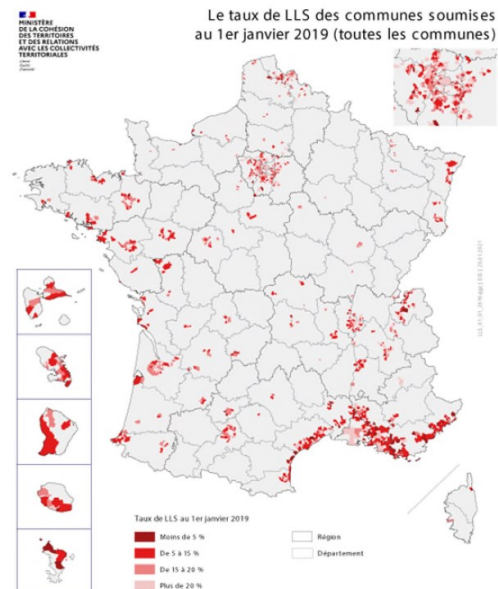 MINISTÈRE
DE LA COHÉSION
DES TERRITOIRES
ET DES RELATIONS
AVEC LES COLLECTIVITÉS
TERRITORIALES
Le taux de LLS des communes soumises
au 1er janvier 2019 (toutes les communes)
Taux de LLS au 1er janvier 2019
Moins de 5 %
De 5 à 15 %
De 15 à 20 %
Plus de 20 %
Région
Département